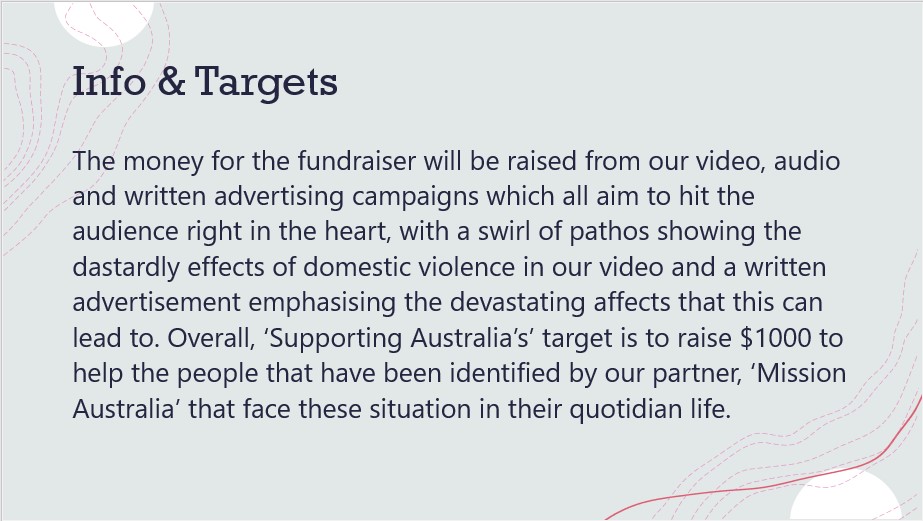 Info & Targets
The money for the fundraiser will be raised from our video, audio
and written advertising campaigns which all aim to hit the
audience right in the heart, with a swirl of pathos showing the
dastardly effects of domestic violence in our video and a written
advertisement emphasising the devastating affects that this can
lead to. Overall, ‘Supporting Australia’s’ target is to raise $1000 to
help the people that have been identified by our partner, ‘Mission
Australia’ that face these situation in their quotidian life.